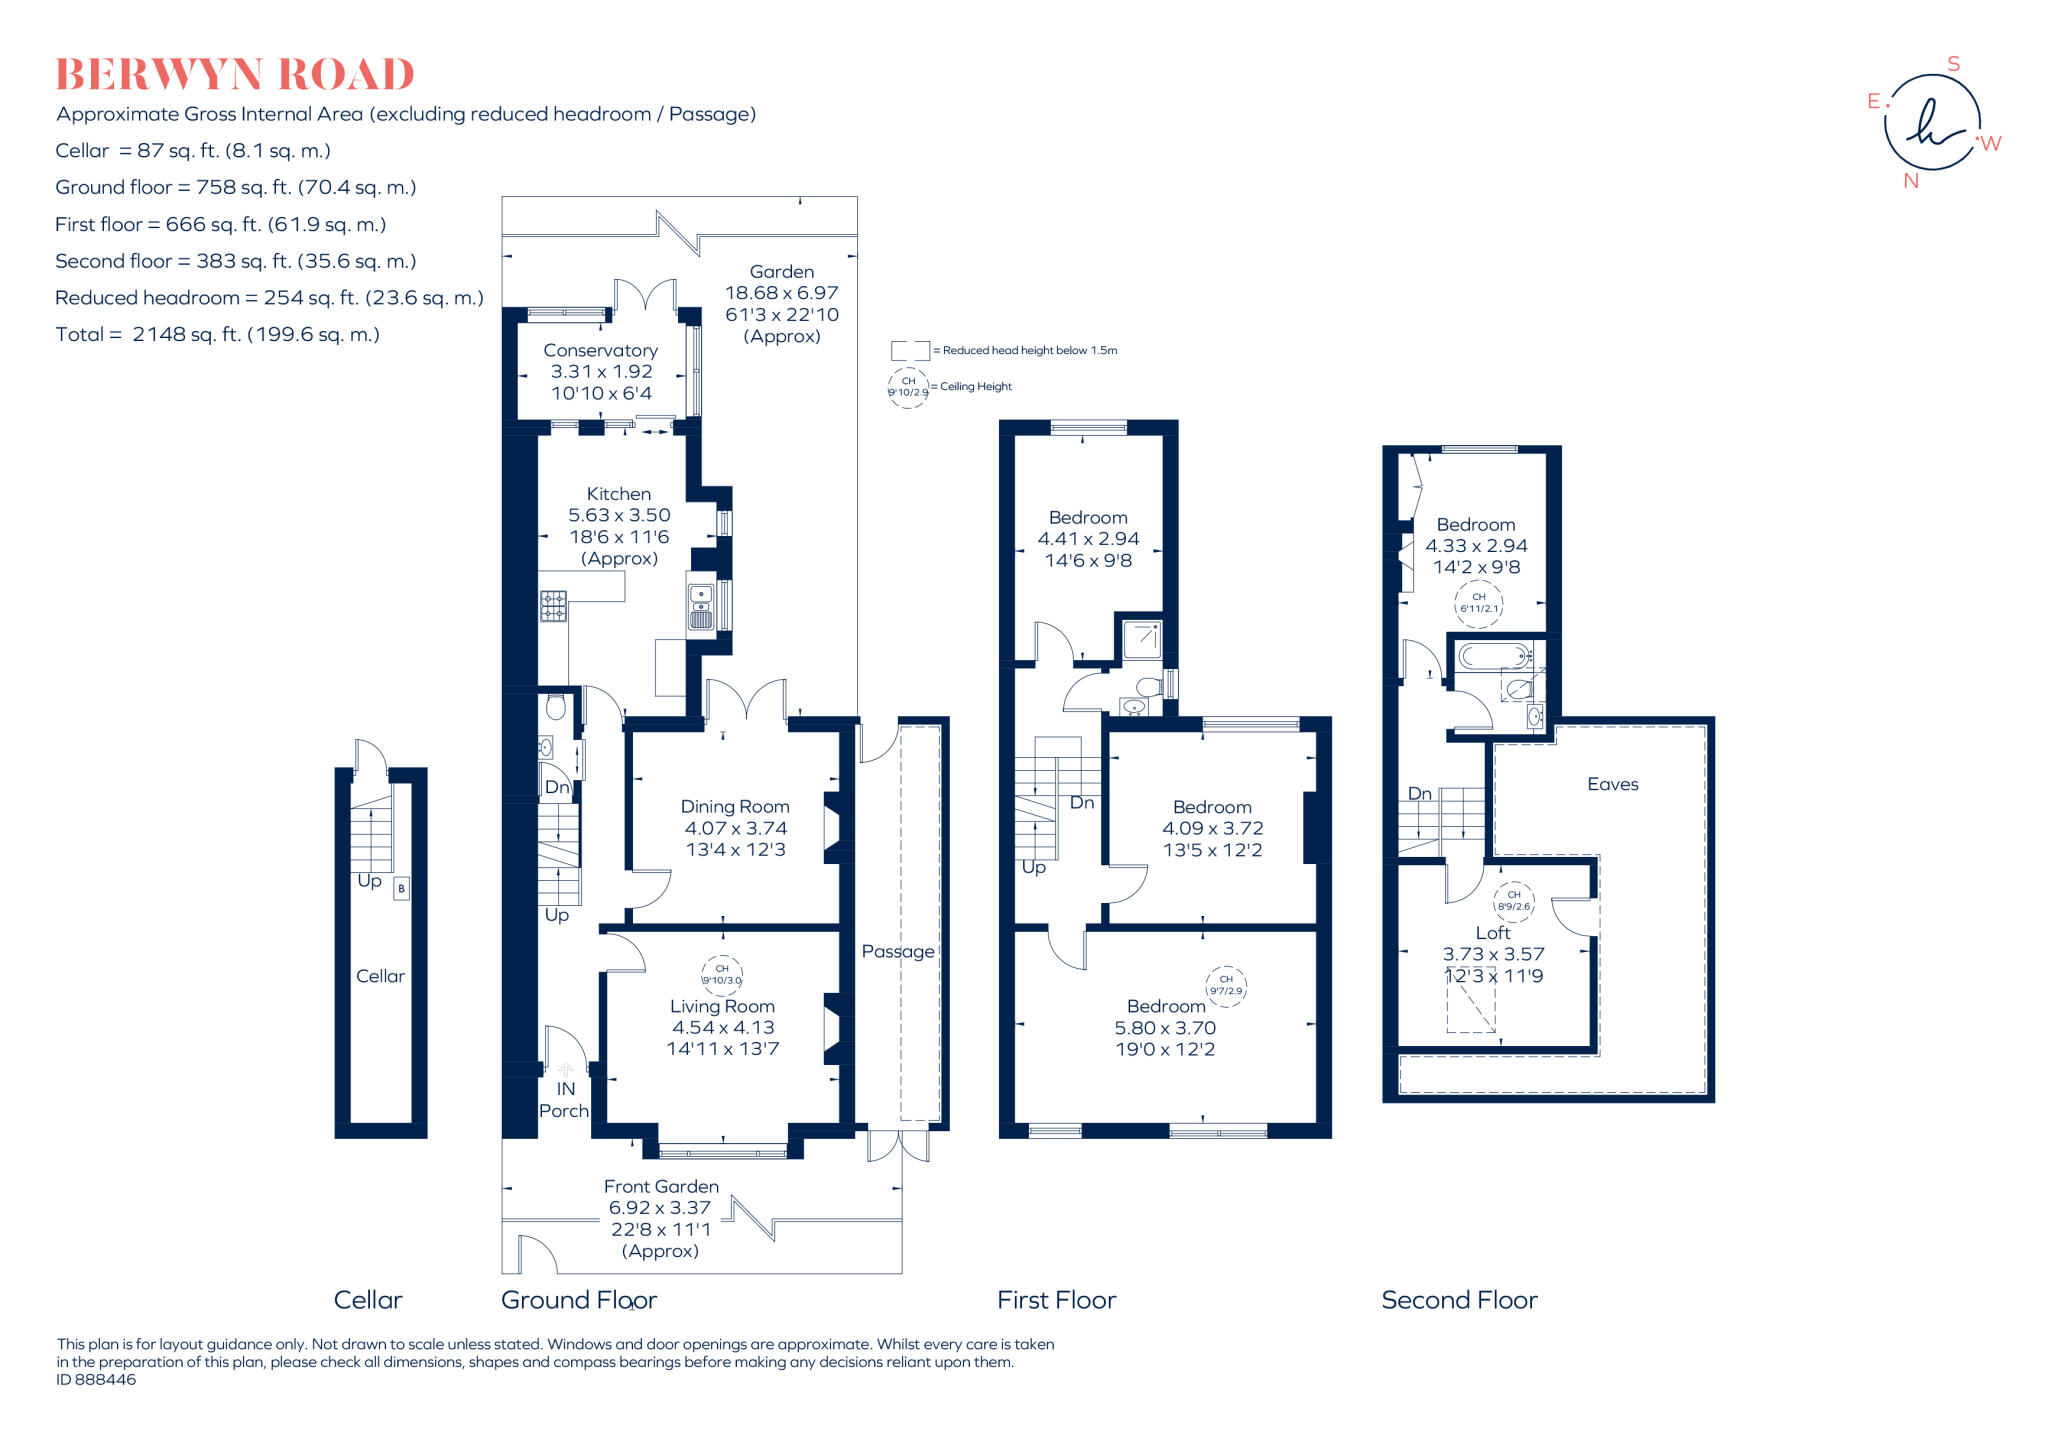 BERWYN ROAD
Approximate Gross Internal Area (excluding reduced headroom / Passage)
Cellar = 87 sq. ft. (8.1 sq. m.)
Ground floor = 758 sq. ft. (70.4 sq. m.)
First floor = 666 sq. ft. (61.9 sq. m.)
Second floor = 383 sq. ft. (35.6 sq. m.)
Reduced headroom = 254 sq. ft. (23.6 sq. m.)
Total = 2148 sq. ft. (199.6 sq. m.)
S
E
W
N
Garden
18.68 x 6.97
61'3 x 22'10
(Approx)
= Reduced head height below 1.5m
CH
9'10/2.9
= Ceiling Height
Conservatory
3.31 x 1.92
10'10 x 6'4
Kitchen
5.63 x 3.50
18'6 x 11'6
(Approx)
Dn
Up
Dining Room
4.07 x 3.74
13'4 x 12'3
Passage
CH
9'10/3.0
Living Room
4.54 x 4.13
14'11 x 13'7
IN
Porch
Front Garden
6.92 x 3.37
22'8 x 11'1
(Approx)
Up
B
Cellar
Bedroom
4.41 x 2.94
14'6 x 9'8
Dn
Up
Bedroom
4.09 x 3.72
13'5 x 12'2
CH
9'7/2.9
Bedroom
5.80 x 3.70
19'0 x 12'2
Bedroom
4.33 x 2.94
14'2 x 9'8
CH
6'11/2.1
Eaves
Dn
CH
8'9/2.6
Loft
3.73 x 3.57
12'3 x 11'9
Cellar
Ground Floor
First Floor
Second Floor
This plan is for layout guidance only. Not drawn to scale unless stated. Windows and door openings are approximate. Whilst every care is taken
in the preparation of this plan, please check all dimensions, shapes and compass bearings before making any decisions reliant upon them.
ID 888446